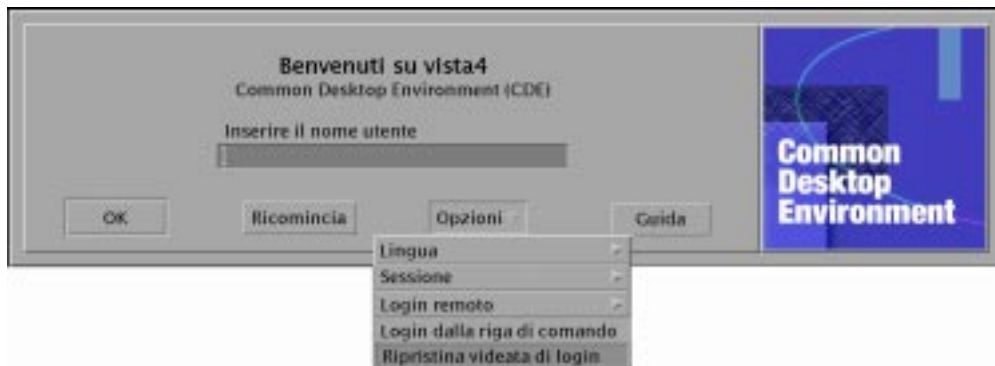 Benvenuti su vista4
Common Desktop Environment (CDE)
Inserire il nome utente
OK
Ricomincia
Opzioni
Guida
Common
Desktop
Environment
Lingua
Sessione
Login remoto
Login dalla riga di comando
Ripristina videata di login